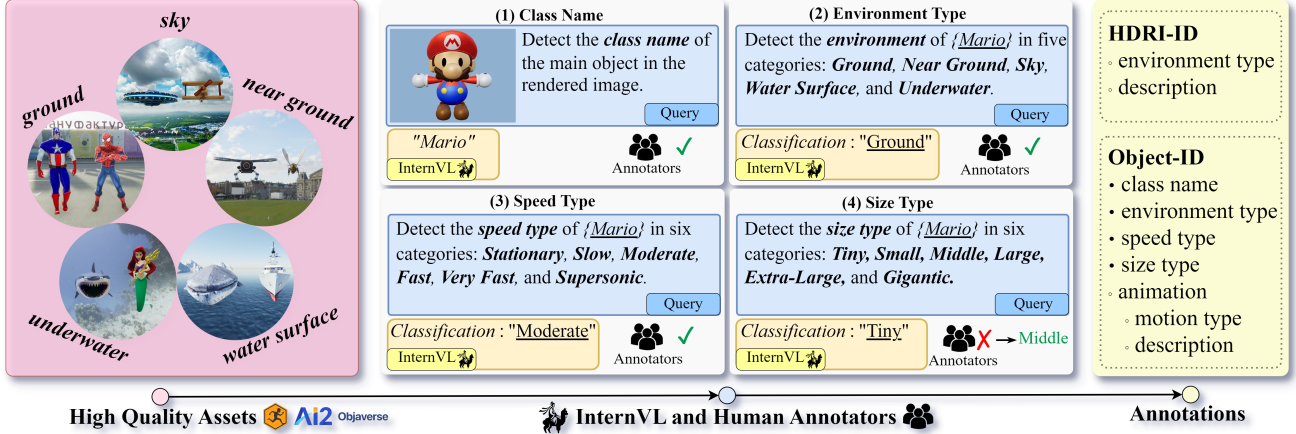 sky
ground
near ground
underwater
water surface
МАНУФАКТУР
(1) Class Name
Detect the class name of
the main object in the
rendered image.
Query
"Mario"
InternVL
Annotators
✓
(2) Environment Type
Detect the environment of {Mario} in five
categories: Ground, Near Ground, Sky,
Water Surface, and Underwater.
Query
Classification : "Ground"
InternVL
Annotators
✓
(3) Speed Type
Detect the speed type of {Mario} in six
categories: Stationary, Slow, Moderate,
Fast, Very Fast, and Supersonic.
Query
Classification : "Moderate"
InternVL
Annotators
✓
(4) Size Type
Detect the size type of {Mario} in six
categories: Tiny, Small, Middle, Large,
Extra-Large, and Gigantic.
Query
Classification : "Tiny"
InternVL
Annotators
✗ → Middle
HDRI-ID
◦ environment type
◦ description
Object-ID
• class name
• environment type
• speed type
• size type
◦ animation
◦ motion type
◦ description
High Quality Assets Ai2 Objaverse
InternVL and Human Annotators
Annotations